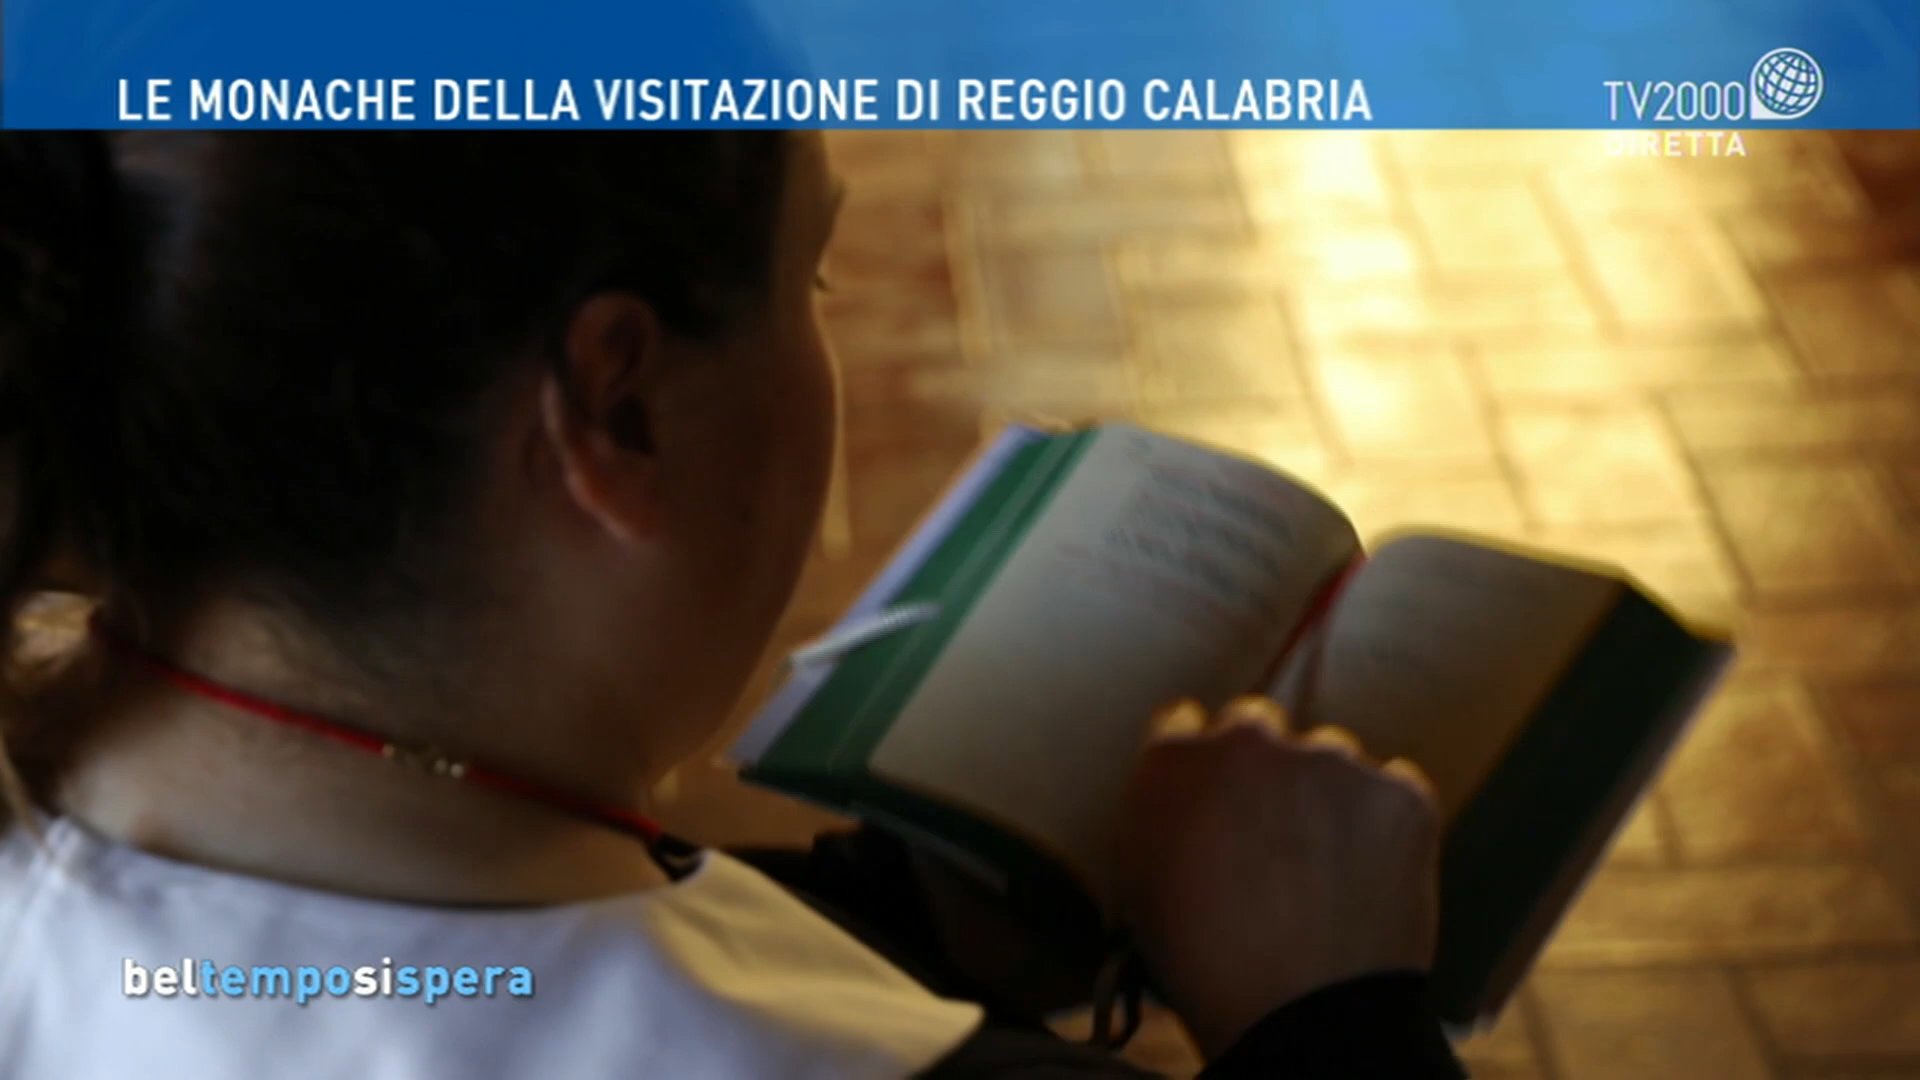 LE MONACHE DELLA VISITAZIONE DI REGGIO CALABRIA
TV2000
DIRETTA
beltemposispera